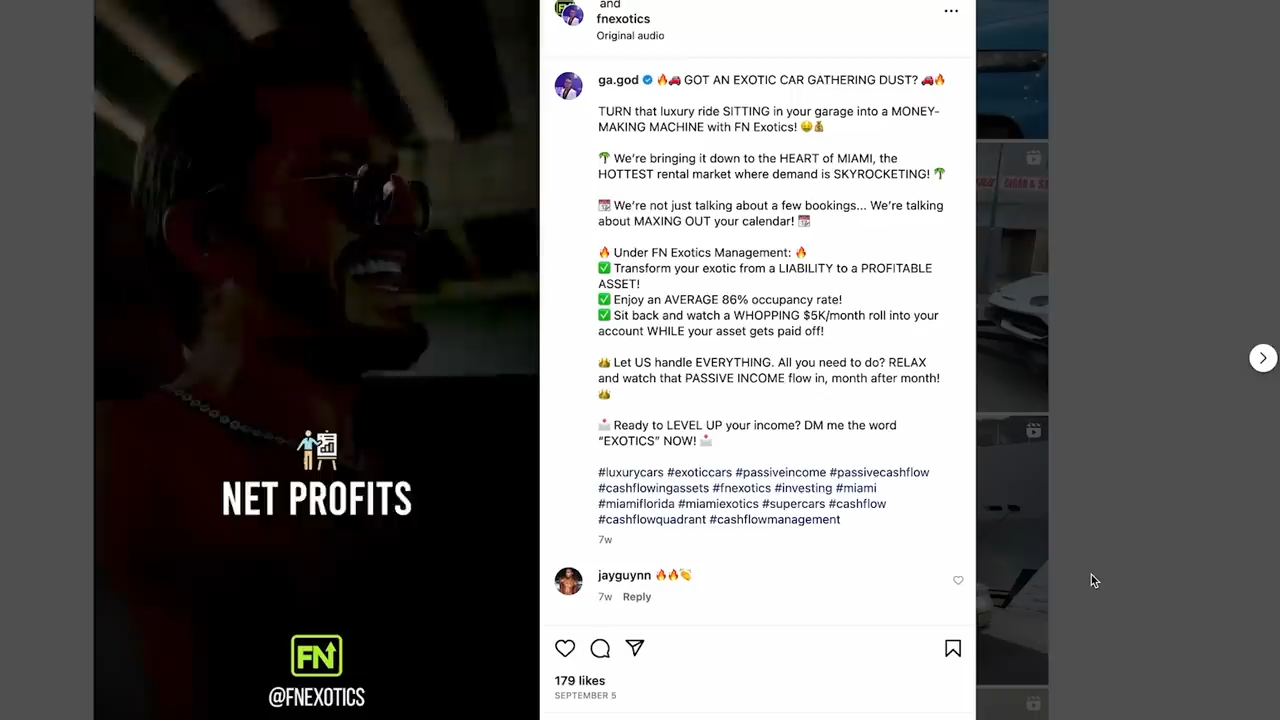 and
fnexotics
Original audio
ga.god 🔥🚗 GOT AN EXOTIC CAR GATHERING DUST? 🚗🔥
TURN that luxury ride SITTING in your garage into a MONEY-
MAKING MACHINE with FN Exotics! 🤑💰
🌴 We're bringing it down to the HEART of MIAMI, the
HOTTEST rental market where demand is SKYROCKETING! 🌴
📆 We're not just talking about a few bookings... We're talking
about MAXING OUT your calendar! 📆
🔥 Under FN Exotics Management: 🔥
✅ Transform your exotic from a LIABILITY to a PROFITABLE
ASSET!
✅ Enjoy an AVERAGE 86% occupancy rate!
✅ Sit back and watch a WHOPPING $5K/month roll into your
account WHILE your asset gets paid off!
👑 Let US handle EVERYTHING. All you need to do? RELAX
and watch that PASSIVE INCOME flow in, month after month!
👑
📩 Ready to LEVEL UP your income? DM me the word
“EXOTICS” NOW! 📩
#luxurycars #exoticcars #passiveincome #passivecashflow
#cashflowingassets #fnexotics #investing #miami
#miamiflorida #miamiexotics #supercars #cashflow
#cashflowquadrant #cashflowmanagement
7w
jayguynn 🔥🔥👏
7w Reply
179 likes
SEPTEMBER 5
NET PROFITS
FN
@FNEXOTICS